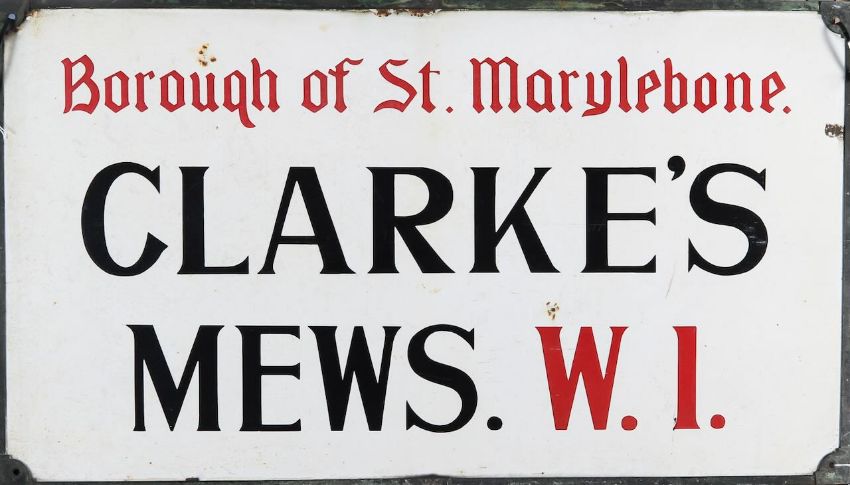 Borough of St. Marylebone.
CLARKE'S
MEWS. W. 1.